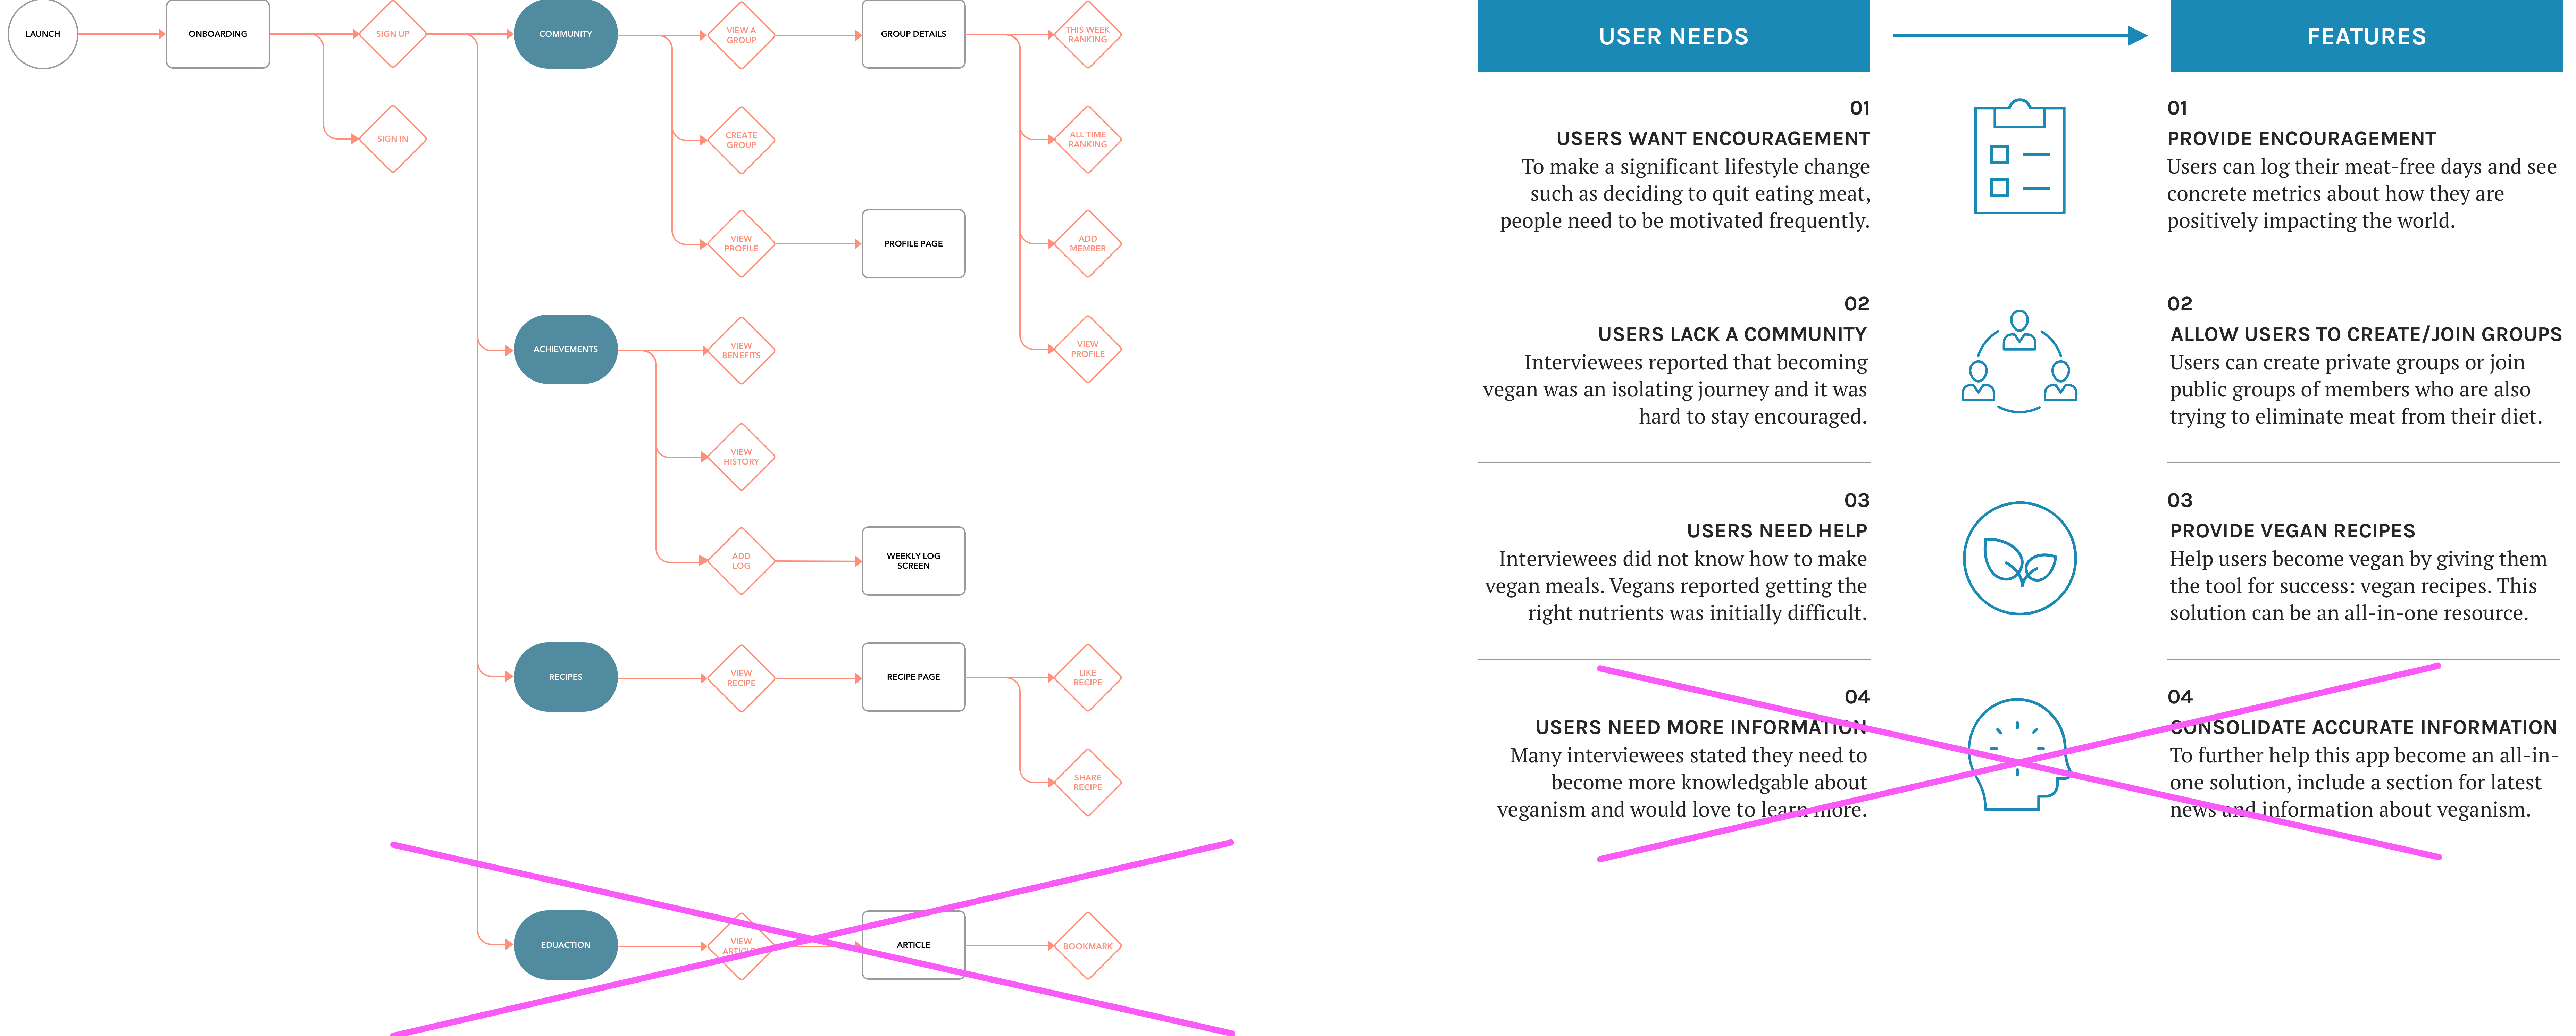 LAUNCH
ONBOARDING
SIGN UP
SIGN IN
COMMUNITY
VIEW A
GROUP
CREATE
GROUP
VIEW
PROFILE
GROUP DETAILS
PROFILE PAGE
THIS WEEK
RANKING
ALL TIME
RANKING
ADD
MEMBER
VIEW
PROFILE
ACHIEVEMENTS
VIEW
BENEFITS
VIEW
HISTORY
ADD
LOG
WEEKLY LOG
SCREEN
RECIPES
VIEW
RECIPE
RECIPE PAGE
LIKE
RECIPE
SHARE
RECIPE
EDUACTION
VIEW
ARTICLE
ARTICLE
BOOKMARK
USER NEEDS
FEATURES
01
USERS WANT ENCOURAGEMENT
To make a significant lifestyle change
such as deciding to quit eating meat,
people need to be motivated frequently.
01
PROVIDE ENCOURAGEMENT
Users can log their meat-free days and see
concrete metrics about how they are
positively impacting the world.
02
USERS LACK A COMMUNITY
Interviewees reported that becoming
vegan was an isolating journey and it was
hard to stay encouraged.
02
ALLOW USERS TO CREATE/JOIN GROUPS
Users can create private groups or join
public groups of members who are also
trying to eliminate meat from their diet.
03
USERS NEED HELP
Interviewees did not know how to make
vegan meals. Vegans reported getting the
right nutrients was initially difficult.
03
PROVIDE VEGAN RECIPES
Help users become vegan by giving them
the tool for success: vegan recipes. This
solution can be an all-in-one resource.
04
USERS NEED MORE INFORMATION
Many interviewees stated they need to
become more knowledgable about
veganism and would love to learn more.
04
CONSOLIDATE ACCURATE INFORMATION
To further help this app become an all-in-
one solution, include a section for latest
news and information about veganism.